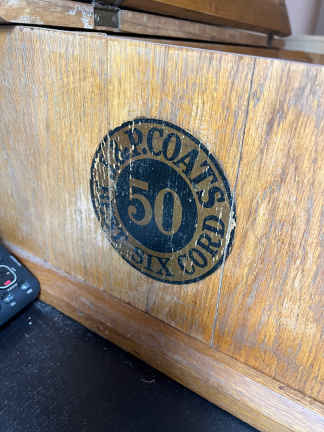 & P. COATS
50
SIX CORD